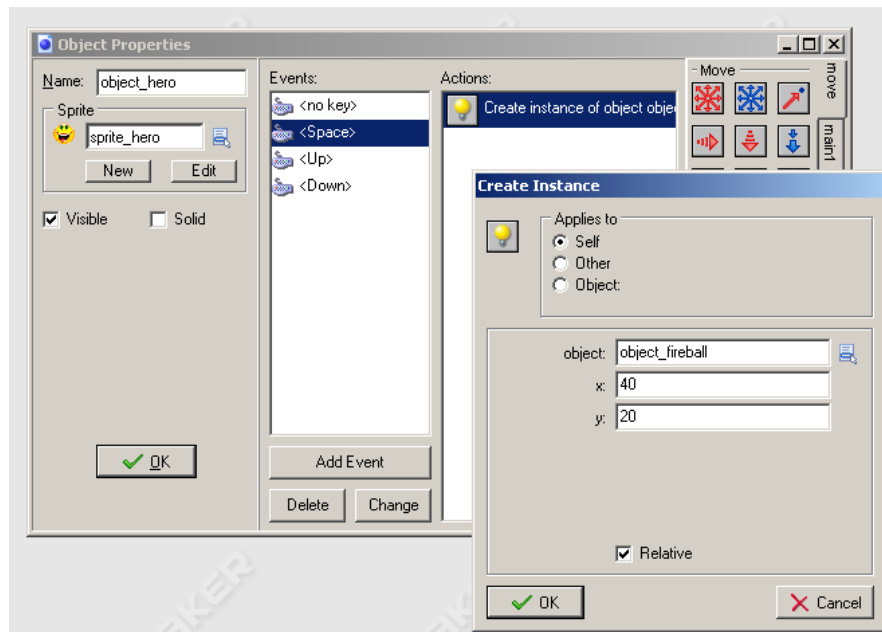 Object Properties
Name: object_hero
Sprite
sprite_hero
New Edit
Visible Solid
OK
Events:
<no key>
<Space>
<Up>
<Down>
Add Event
Delete Change
Actions:
Create instance of object obje
Move
move
main1
Create Instance
Applies to
Self
Other
Object:
object: object_fireball
x: 40
y: 20
Relative
OK Cancel